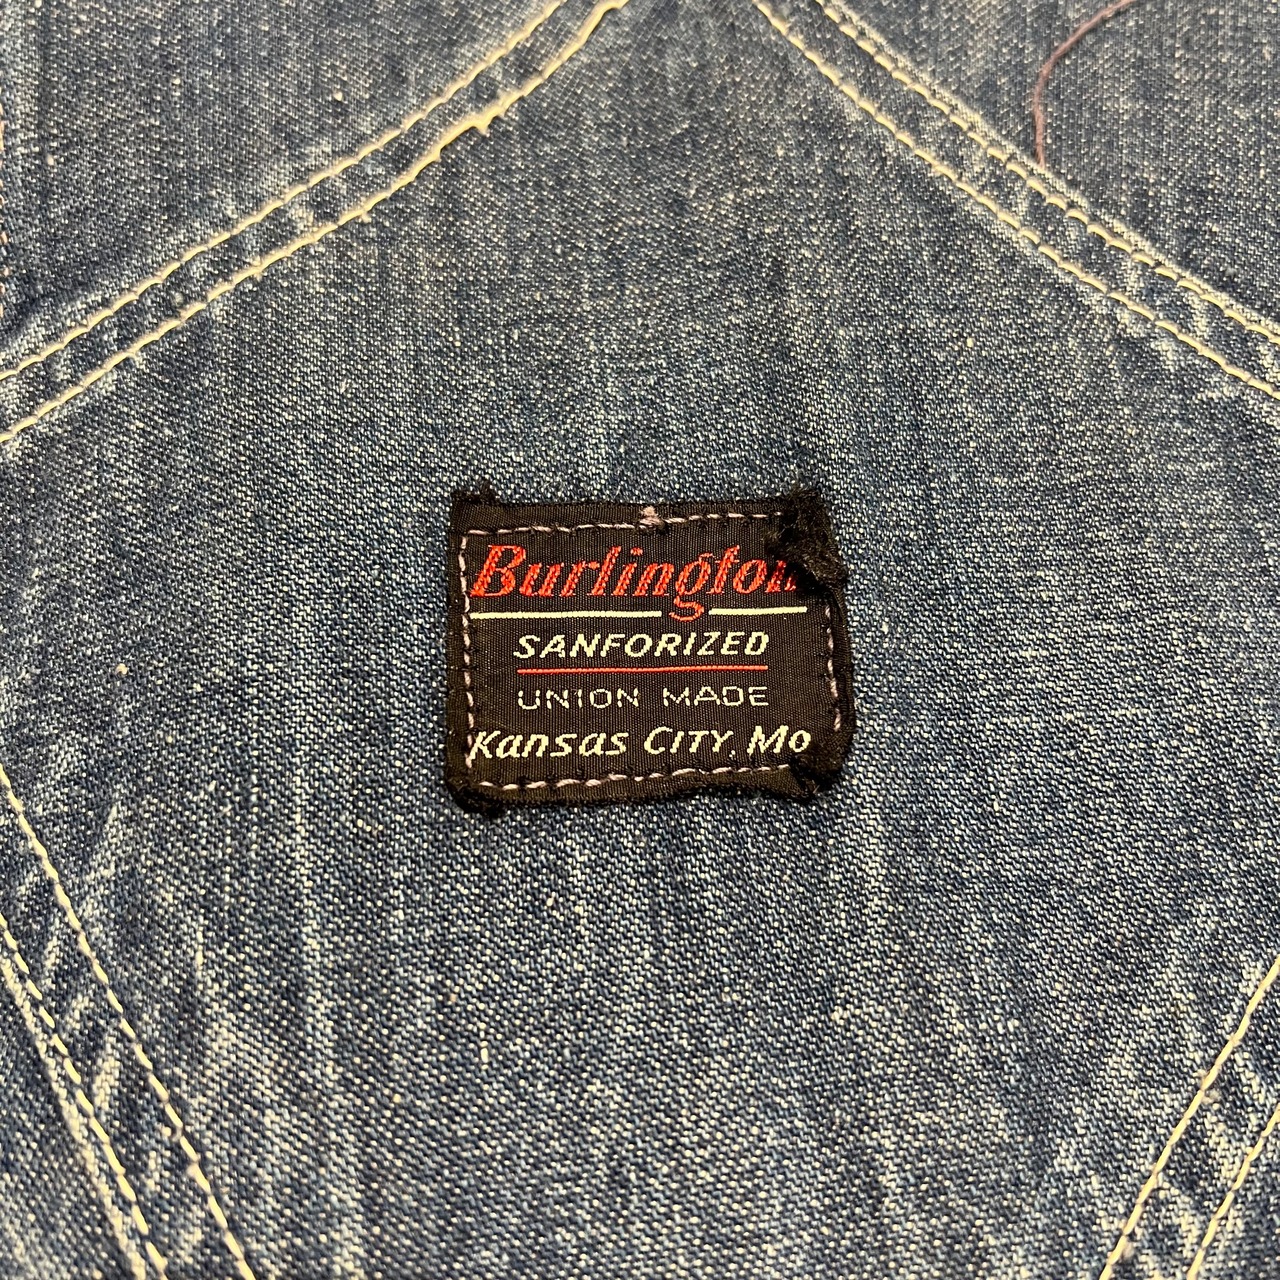 Burlington
SANFORIZED
UNION MADE
Kansas CITY, Mo